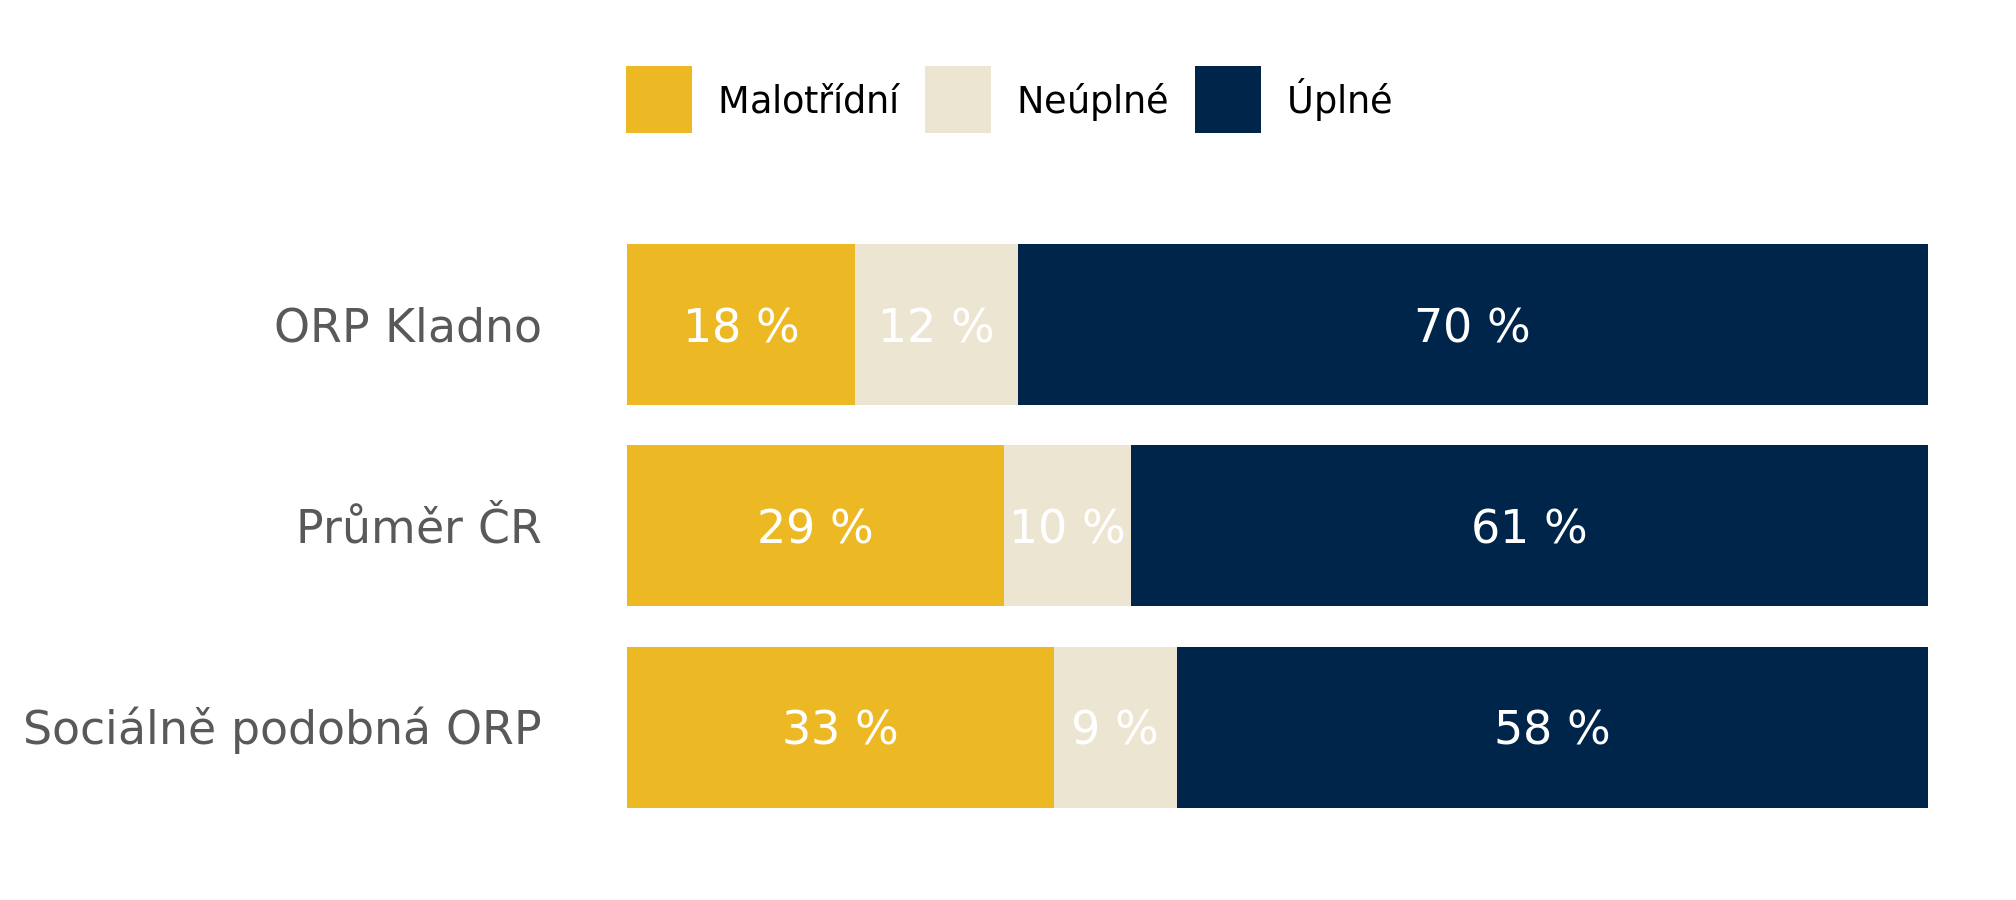 Malotřídní Neúplné Úplné
ORP Kladno 18 % 12 % 70 %
Průměr ČR 29 % 10 % 61 %
Sociálně podobná ORP 33 % 9 % 58 %